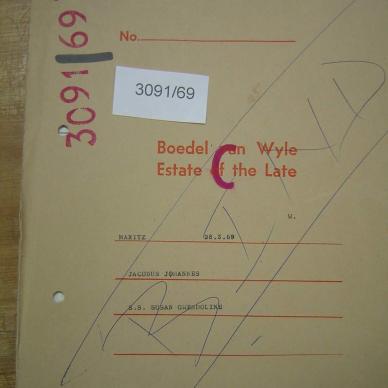 3091/69
No.
3091/69
Boedel van Wyle
Estate of the Late
C
W.
MARITZ 28.3.69
JACOBUS JOHANNES
S.S. SUSAN GWENDOLINE